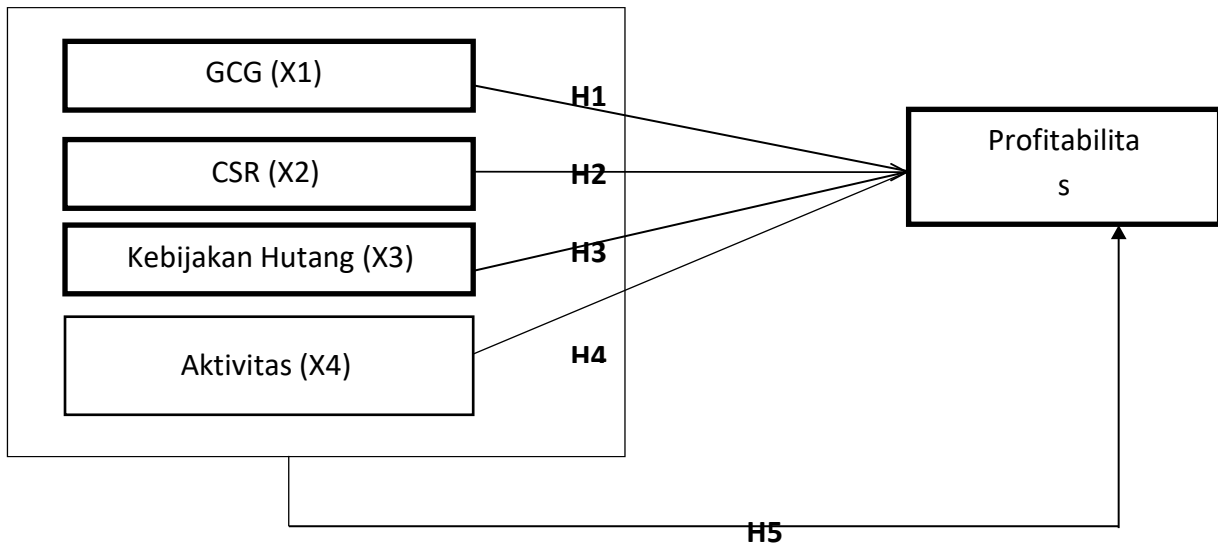 GCG (X1)
H1
CSR (X2)
H2
Kebijakan Hutang (X3)
H3
Aktivitas (X4)
H4
Profitabilita
s
H5